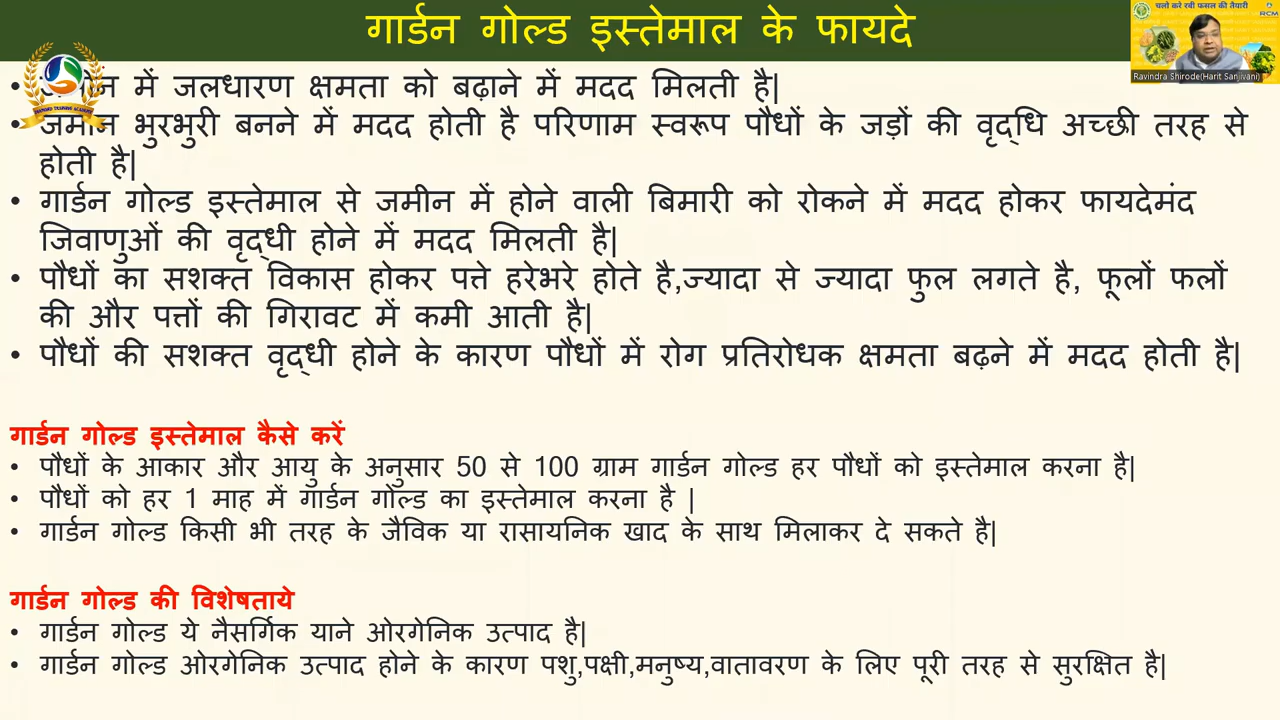 गार्डन गोल्ड इस्तेमाल के फायदे
चलो करे रबी फसल की तैयारी
RCM
Ravindra Shirode(Harit Sanjivani)
• में जलधारण क्षमता को बढ़ाने में मदद मिलती है|
• जमीन भुरभुरी बनने में मदद होती है परिणाम स्वरूप पौधों के जड़ों की वृद्धि अच्छी तरह से
होती है|
• गार्डन गोल्ड इस्तेमाल से जमीन में होने वाली बिमारी को रोकने में मदद होकर फायदेमंद
जिवाणुओं की वृद्धी होने में मदद मिलती है|
• पौधों का सशक्त विकास होकर पत्ते हरेभरे होते है,ज्यादा से ज्यादा फुल लगते है, फूलों फलों
की और पत्तों की गिरावट में कमी आती है|
• पौधों की सशक्त वृद्धी होने के कारण पौधों में रोग प्रतिरोधक क्षमता बढ़ने में मदद होती है|
गार्डन गोल्ड इस्तेमाल कैसे करें
• पौधों के आकार और आयु के अनुसार 50 से 100 ग्राम गार्डन गोल्ड हर पौधों को इस्तेमाल करना है|
• पौधों को हर 1 माह में गार्डन गोल्ड का इस्तेमाल करना है |
• गार्डन गोल्ड किसी भी तरह के जैविक या रासायनिक खाद के साथ मिलाकर दे सकते है|
गार्डन गोल्ड की विशेषताये
• गार्डन गोल्ड ये नैसर्गिक याने ओरगेनिक उत्पाद है|
• गार्डन गोल्ड ओरगेनिक उत्पाद होने के कारण पशु,पक्षी,मनुष्य,वातावरण के लिए पूरी तरह से सुरक्षित है|